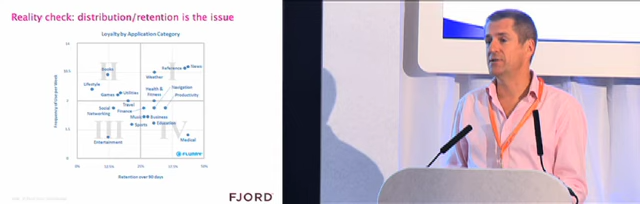 Reality check: distribution/retention is the issue
Loyalty by Application Category
Frequency of Use per Week
II
I
III
IV
Books
Reference
News
Weather
Lifestyle
Games
Utilities
Health &
Fitness
Navigation
Productivity
Travel
Social
Networking
Finance
Music
Business
Sports
Education
Entertainment
Medical
FLURRY
Retention over 90 days
FJORD